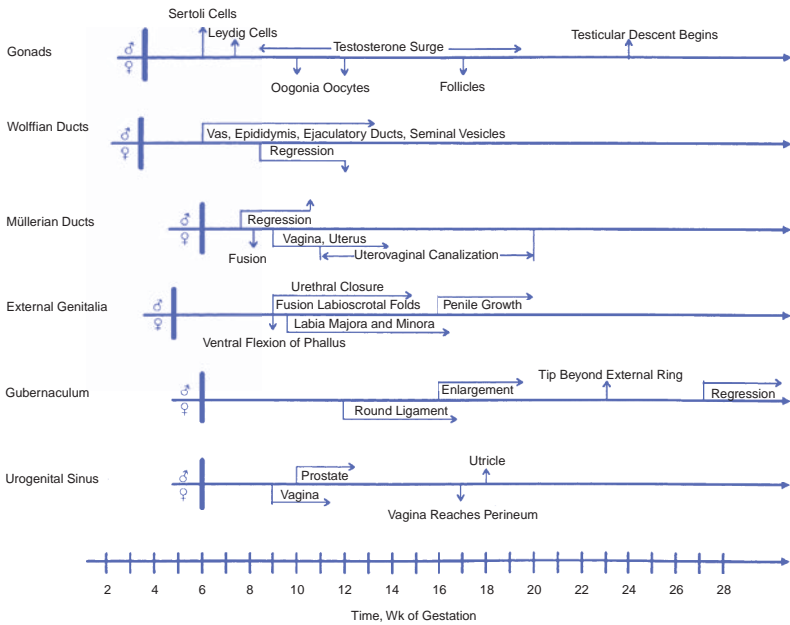 Sertoli Cells
Leydig Cells
Gonads
♂
♀
Testosterone Surge
Testicular Descent Begins
Oogonia Oocytes
Follicles
Wolffian Ducts
♂
♀
Vas, Epididymis, Ejaculatory Ducts, Seminal Vesicles
Regression
Müllerian Ducts
♂
♀
Regression
Vagina, Uterus
Fusion
Uterovaginal Canalization
External Genitalia
♂
♀
Urethral Closure
Fusion Labioscrotal Folds
Penile Growth
Labia Majora and Minora
Ventral Flexion of Phallus
Gubernaculum
♂
♀
Enlargement
Tip Beyond External Ring
Regression
Round Ligament
Urogenital Sinus
♂
♀
Prostate
Utricle
Vagina
Vagina Reaches Perineum
2 4 6 8 10 12 14 16 18 20 22 24 26 28
Time, Wk of Gestation